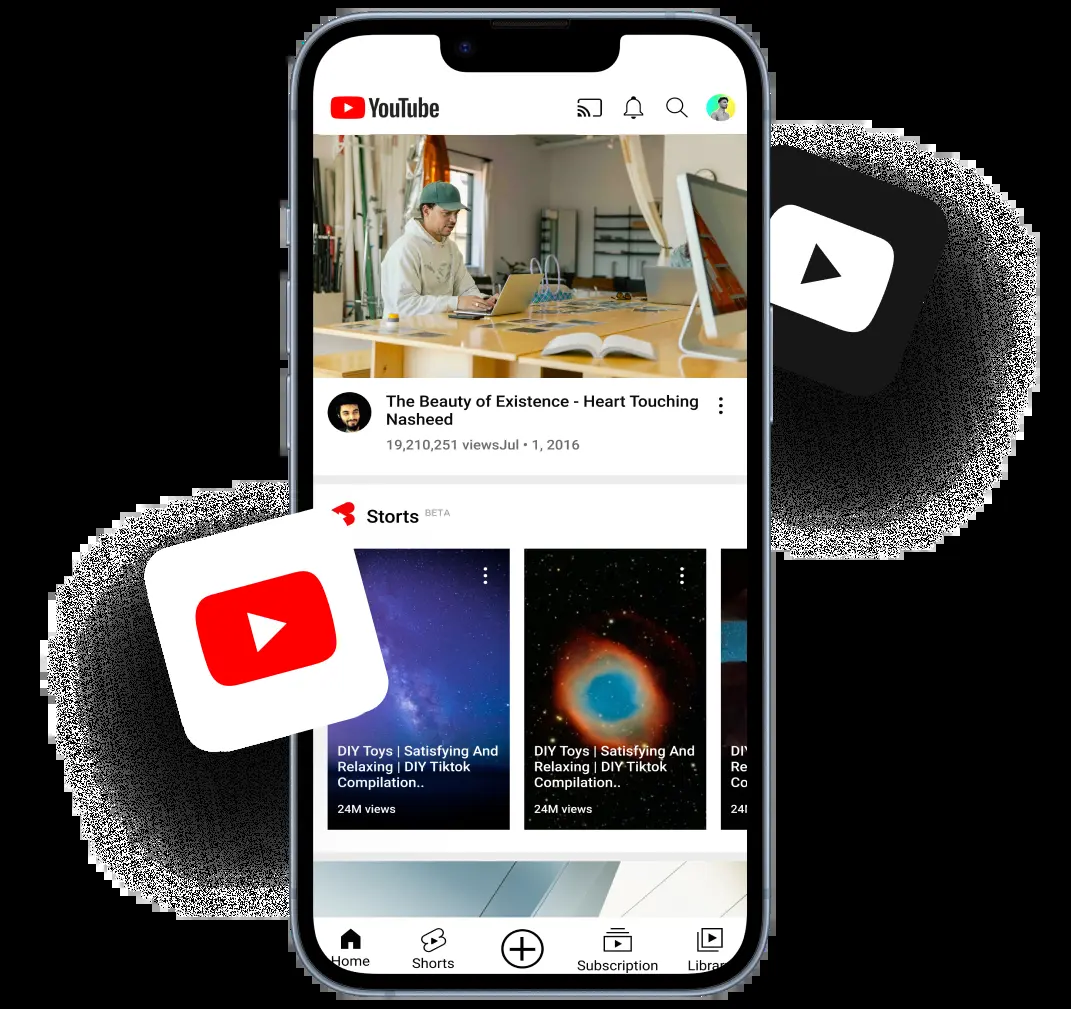 YouTube
The Beauty of Existence - Heart Touching
Nasheed
19,210,251 viewsJul • 1, 2016
Storts BETA
DIY Toys | Satisfying And
Relaxing | DIY Tiktok
Compilation..
24M views
DIY Toys | Satisfying And
Relaxing | DIY Tiktok
Compilation..
24M views
DIY
Re
Co
24M
Home
Shorts
Subscription
Librar